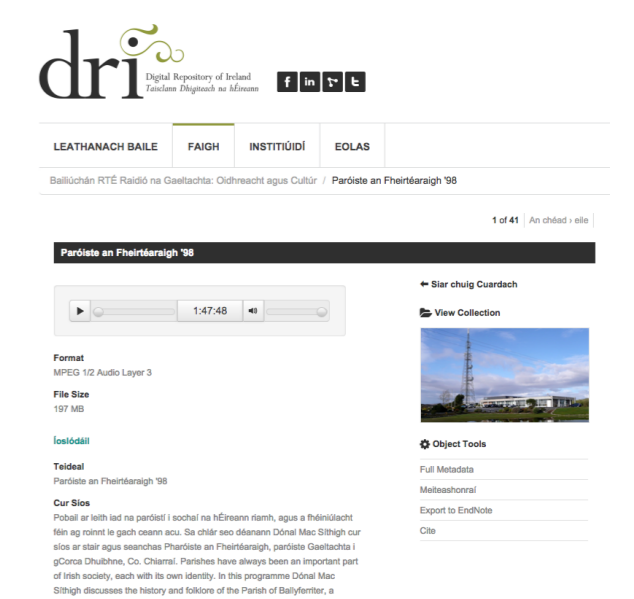 dri
Digital Repository of Ireland
Taisclann Dhigiteach na hÉireann
LEATHANACH BAILE
FAIGH
INSTITIÚIDÍ
EOLAS
Bailiúchán RTÉ Raidió na Gaeltachta: Oidhreacht agus Cultúr / Paróiste an Fheirtéaraigh '98
1 of 41 An chéad › eile
Paróiste an Fheirtéaraigh '98
1:47:48
Format
MPEG 1/2 Audio Layer 3
File Size
197 MB
Íoslódáil
Teideal
Paróiste an Fheirtéaraigh '98
Cur Síos
Pobail ar leith iad na paróistí i sochaí na hÉireann riamh, agus a fhéiniúlacht
féin ag roinnt le gach ceann acu. Sa chlár seo déanann Dónal Mac Síthigh cur
síos ar stair agus seanchas Pharóiste an Fheirtéaraigh, paróiste Gaeltachta i
gCorca Dhuibhne, Co. Chiarraí. Parishes have always been an important part
of Irish society, each with its own identity. In this programme Dónal Mac
Síthigh discusses the history and folklore of the Parish of Ballyferriter, a
Siar chuig Cuardach
View Collection
Object Tools
Full Metadata
Meiteashonraí
Export to EndNote
Cite